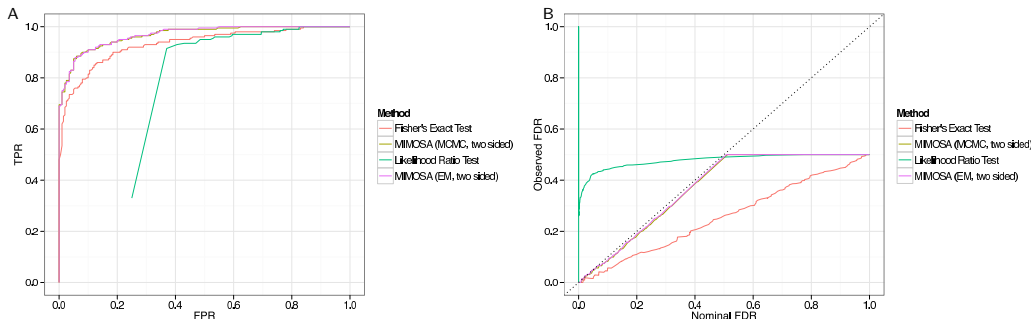 A
TPR
1.0
0.8
0.6
0.4
0.2
0.0
0.0 0.2 0.4 0.6 0.8 1.0
FPR
Method
Fisher's Exact Test
MIMOSA (MCMC, two sided)
Likelihood Ratio Test
MIMOSA (EM, two sided)
B
Observed FDR
1.0
0.8
0.6
0.4
0.2
0.0
0.0 0.2 0.4 0.6 0.8 1.0
Nominal FDR
Method
Fisher's Exact Test
MIMOSA (MCMC, two sided)
Likelihood Ratio Test
MIMOSA (EM, two sided)